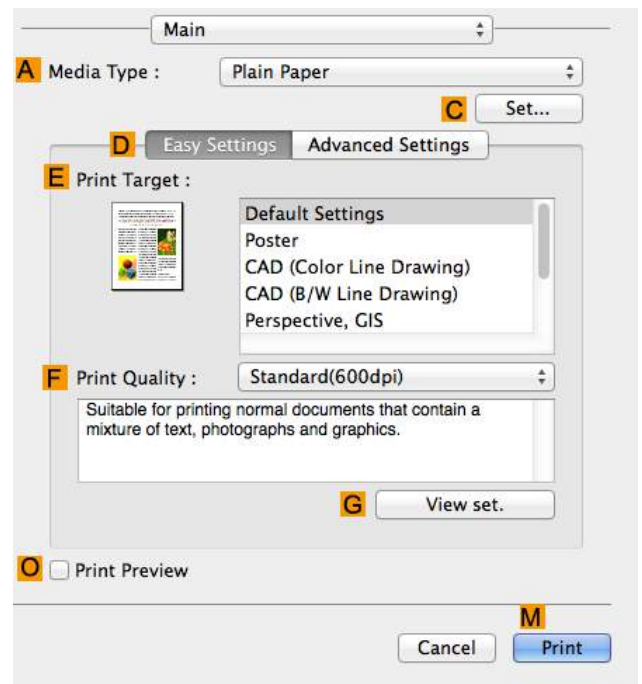 Main
A Media Type : Plain Paper
C Set...
D Easy Settings Advanced Settings
E Print Target :
Default Settings
Poster
CAD (Color Line Drawing)
CAD (B/W Line Drawing)
Perspective, GIS
F Print Quality : Standard(600dpi)
Suitable for printing normal documents that contain a
mixture of text, photographs and graphics.
G View set.
O Print Preview
M
Cancel Print